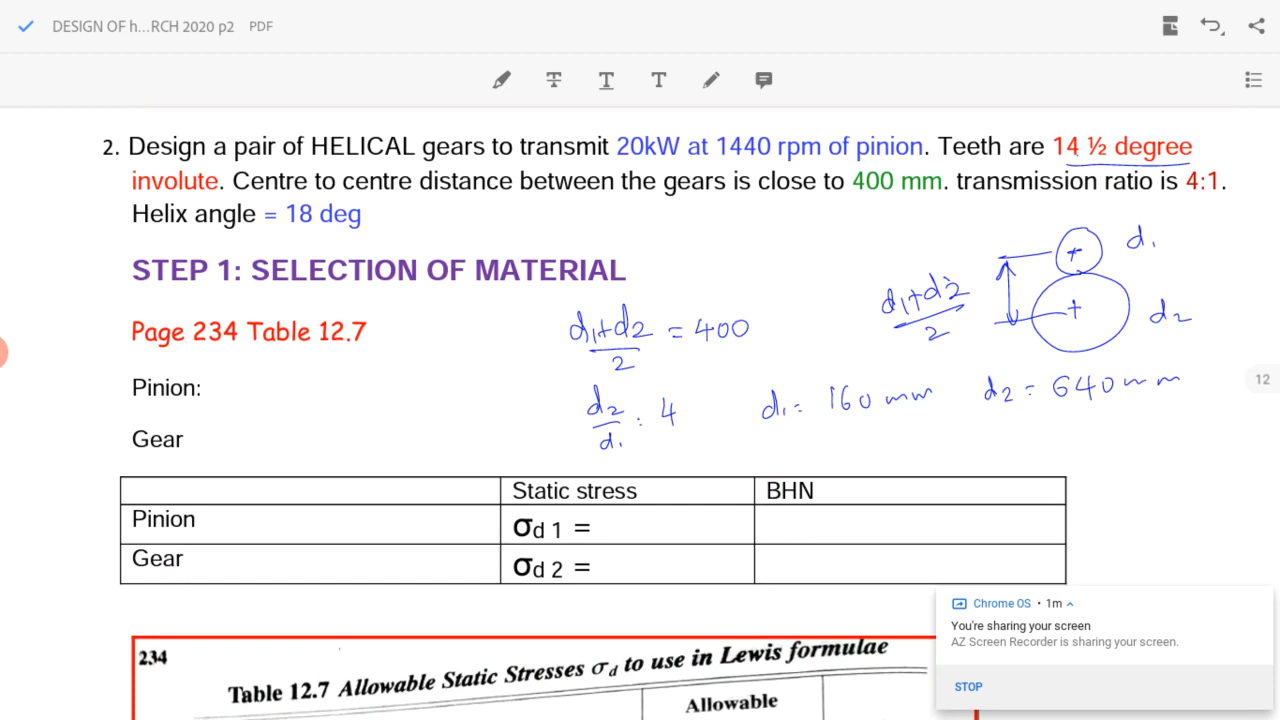 DESIGN OF h...RCH 2020 p2 PDF
2. Design a pair of HELICAL gears to transmit 20kW at 1440 rpm of pinion. Teeth are 14 ½ degree
involute. Centre to centre distance between the gears is close to 400 mm. transmission ratio is 4:1.
Helix angle = 18 deg
d1
STEP 1: SELECTION OF MATERIAL
d1+d2
2
d2
Page 234 Table 12.7
d1+d2 = 400
2
12
Pinion:
d2 : 4
d1
d1 = 160 mm d2 = 640 mm
Gear
Static stress BHN
Pinion σd 1 =
Gear σd 2 =
Chrome OS • 1m
You're sharing your screen
AZ Screen Recorder is sharing your screen.
STOP
234
Table 12.7 Allowable Static Stresses σd to use in Lewis formulae
Allowable